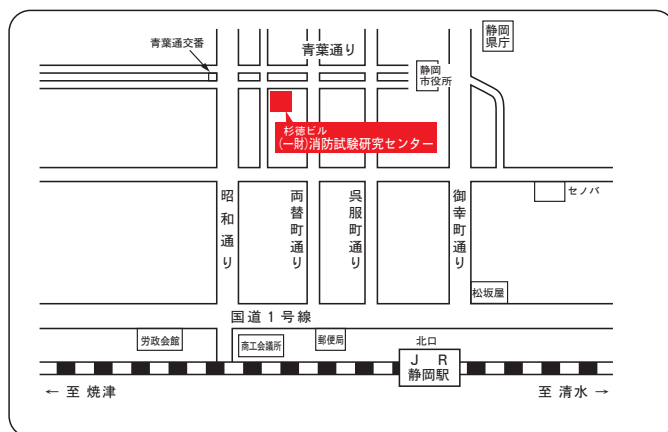 静岡
県庁
青葉通交番
青葉通り
静岡
市役所
杉徳ビル
(一財)消防試験研究センター
昭和通り
両替町通り
呉服町通り
御幸町通り
セノバ
松坂屋
国道1号線
労政会館
商工会議所
郵便局
北口
JR
静岡駅
← 至 焼津
至 清水 →